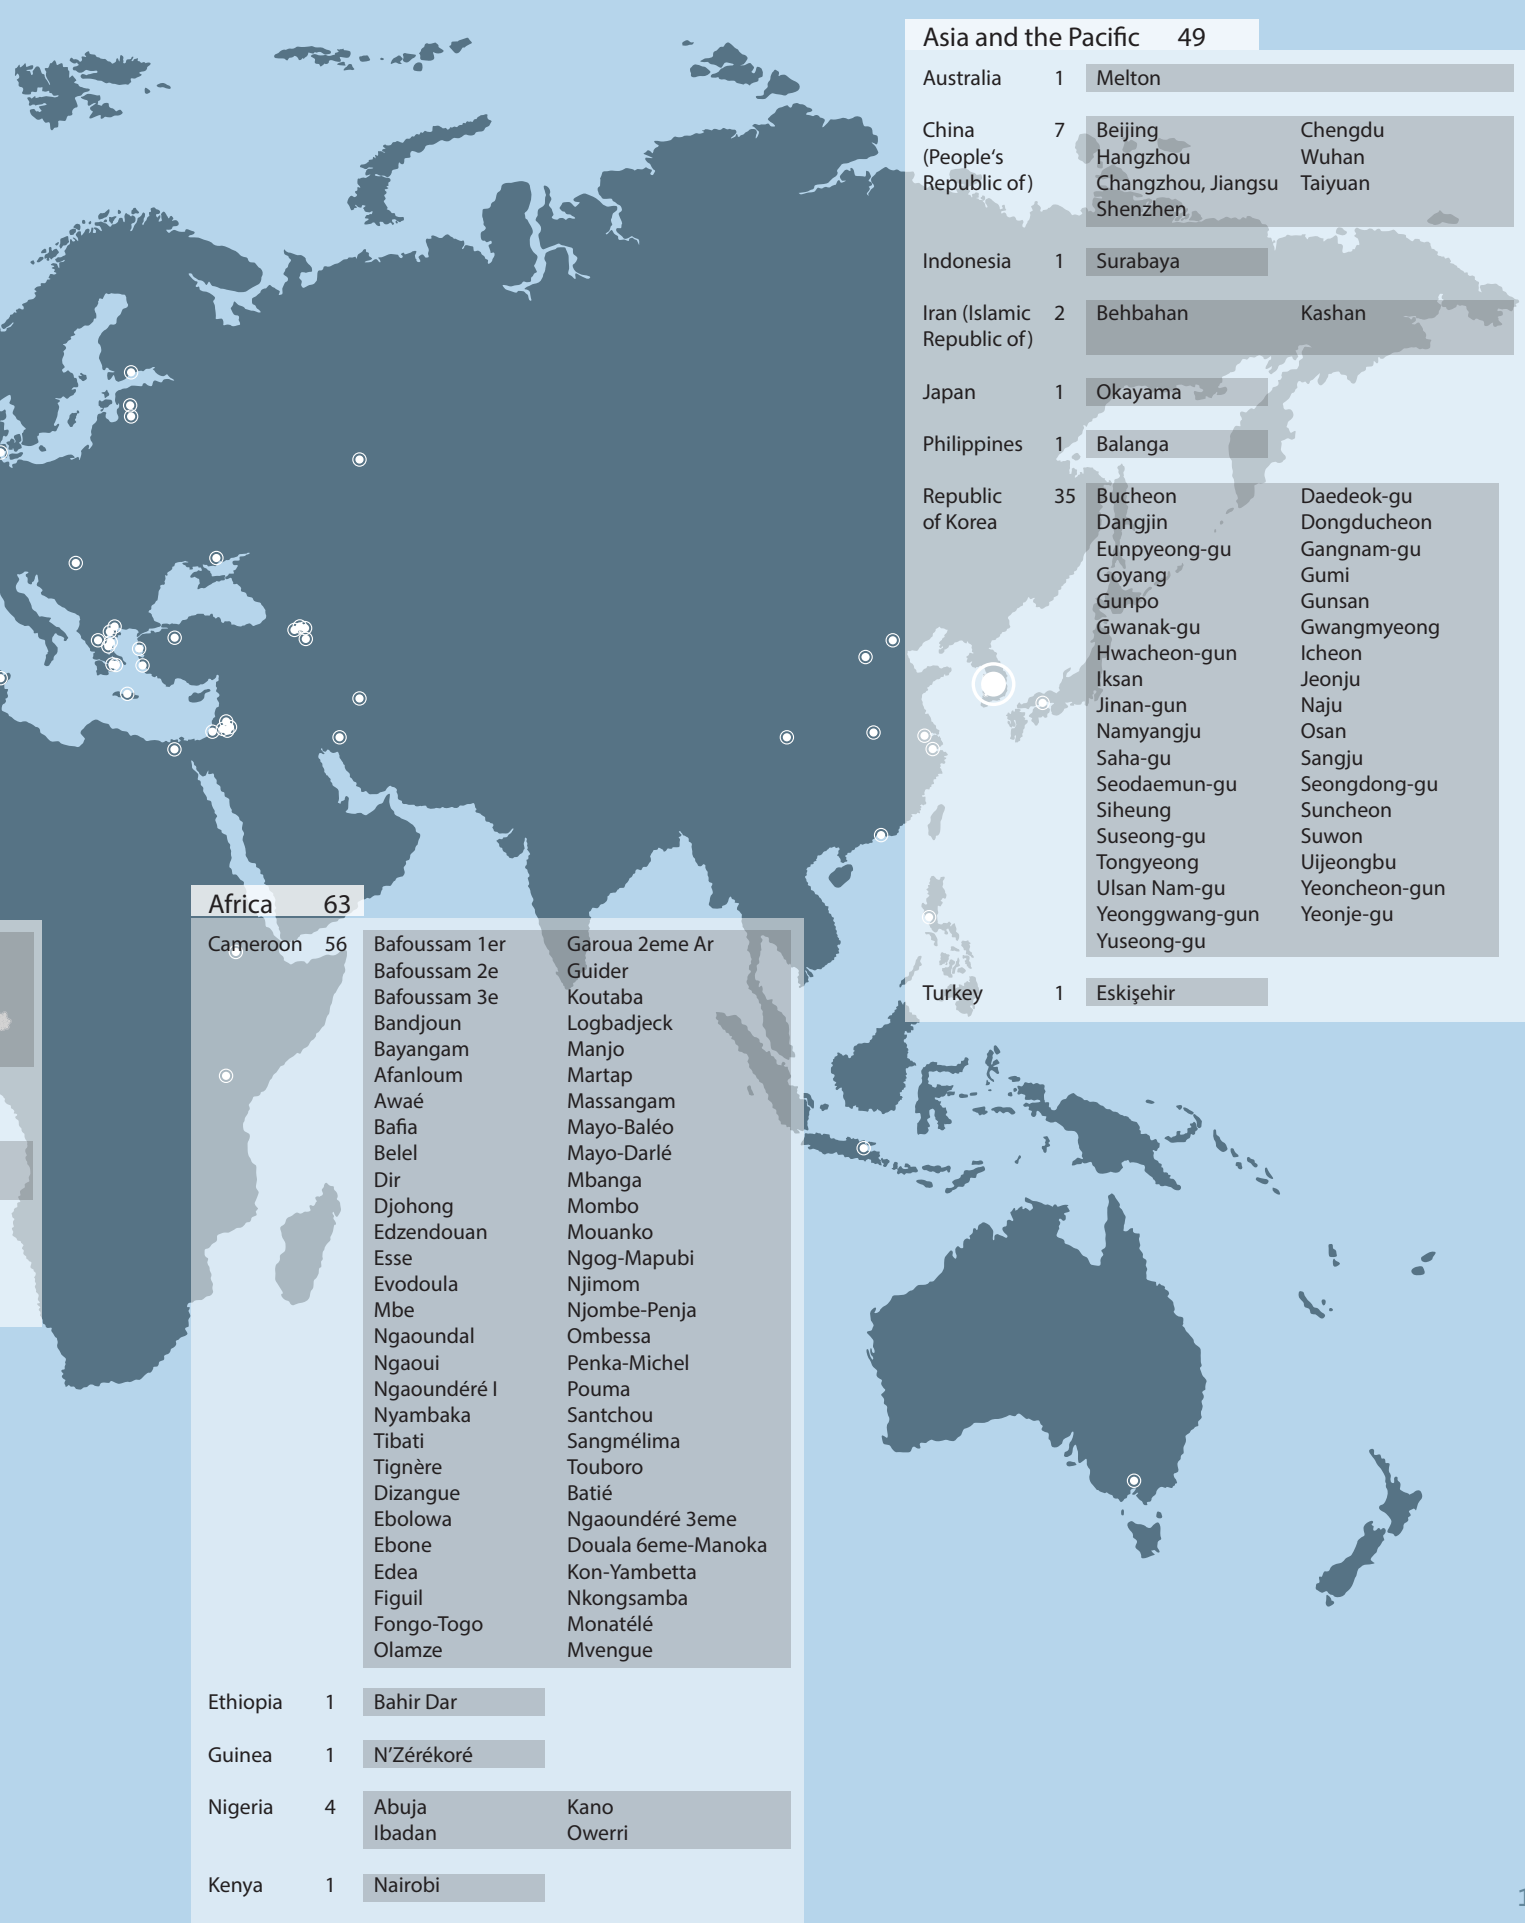 Asia and the Pacific 49
Australia 1 Melton
China 7 Beijing Chengdu
(People‘s Hangzhou Wuhan
Republic of) Changzhou, Jiangsu Taiyuan
Shenzhen
Indonesia 1 Surabaya
Iran (Islamic 2 Behbahan Kashan
Republic of)
Japan 1 Okayama
Philippines 1 Balanga
Republic 35 Bucheon Daedeok-gu
of Korea Dangjin Dongducheon
Eunpyeong-gu Gangnam-gu
Goyang Gumi
Gunpo Gunsan
Gwanak-gu Gwangmyeong
Hwacheon-gun Icheon
Iksan Jeonju
Jinan-gun Naju
Namyangju Osan
Saha-gu Sangju
Seodaemun-gu Seongdong-gu
Siheung Suncheon
Suseong-gu Suwon
Tongyeong Uijeongbu
Ulsan Nam-gu Yeoncheon-gun
Yeonggwang-gun Yeonje-gu
Yuseong-gu
Turkey 1 Eskişehir
Africa 63
Cameroon 56 Bafoussam 1er Garoua 2eme Ar
Bafoussam 2e Guider
Bafoussam 3e Koutaba
Bandjoun Logbadjeck
Bayangam Manjo
Afanloum Martap
Awaé Massangam
Bafia Mayo-Baléo
Belel Mayo-Darlé
Dir Mbanga
Djohong Mombo
Edzendouan Mouanko
Esse Ngog-Mapubi
Evodoula Njimom
Mbe Njombe-Penja
Ngaoundal Ombessa
Ngaoui Penka-Michel
Ngaoundéré I Pouma
Nyambaka Santchou
Tibati Sangmélima
Tignère Touboro
Dizangue Batié
Ebolowa Ngaoundéré 3eme
Ebone Douala 6eme-Manoka
Edea Kon-Yambetta
Figuil Nkongsamba
Fongo-Togo Monatélé
Olamze Mvengue
Ethiopia 1 Bahir Dar
Guinea 1 N’Zérékoré
Nigeria 4 Abuja Kano
Ibadan Owerri
Kenya 1 Nairobi